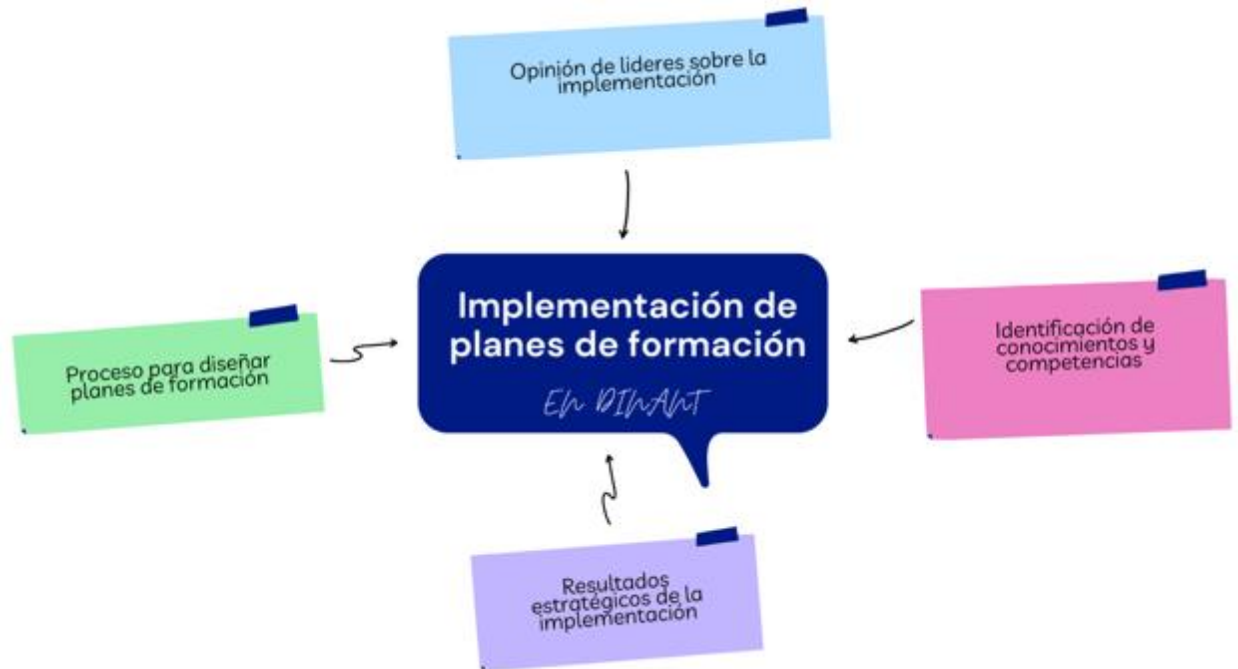 Opinión de lideres sobre la
implementación
Implementación de
planes de formación
EN DINANT
Identificación de
conocimientos y
competencias
Proceso para diseñar
planes de formación
Resultados
estratégicos de la
implementación